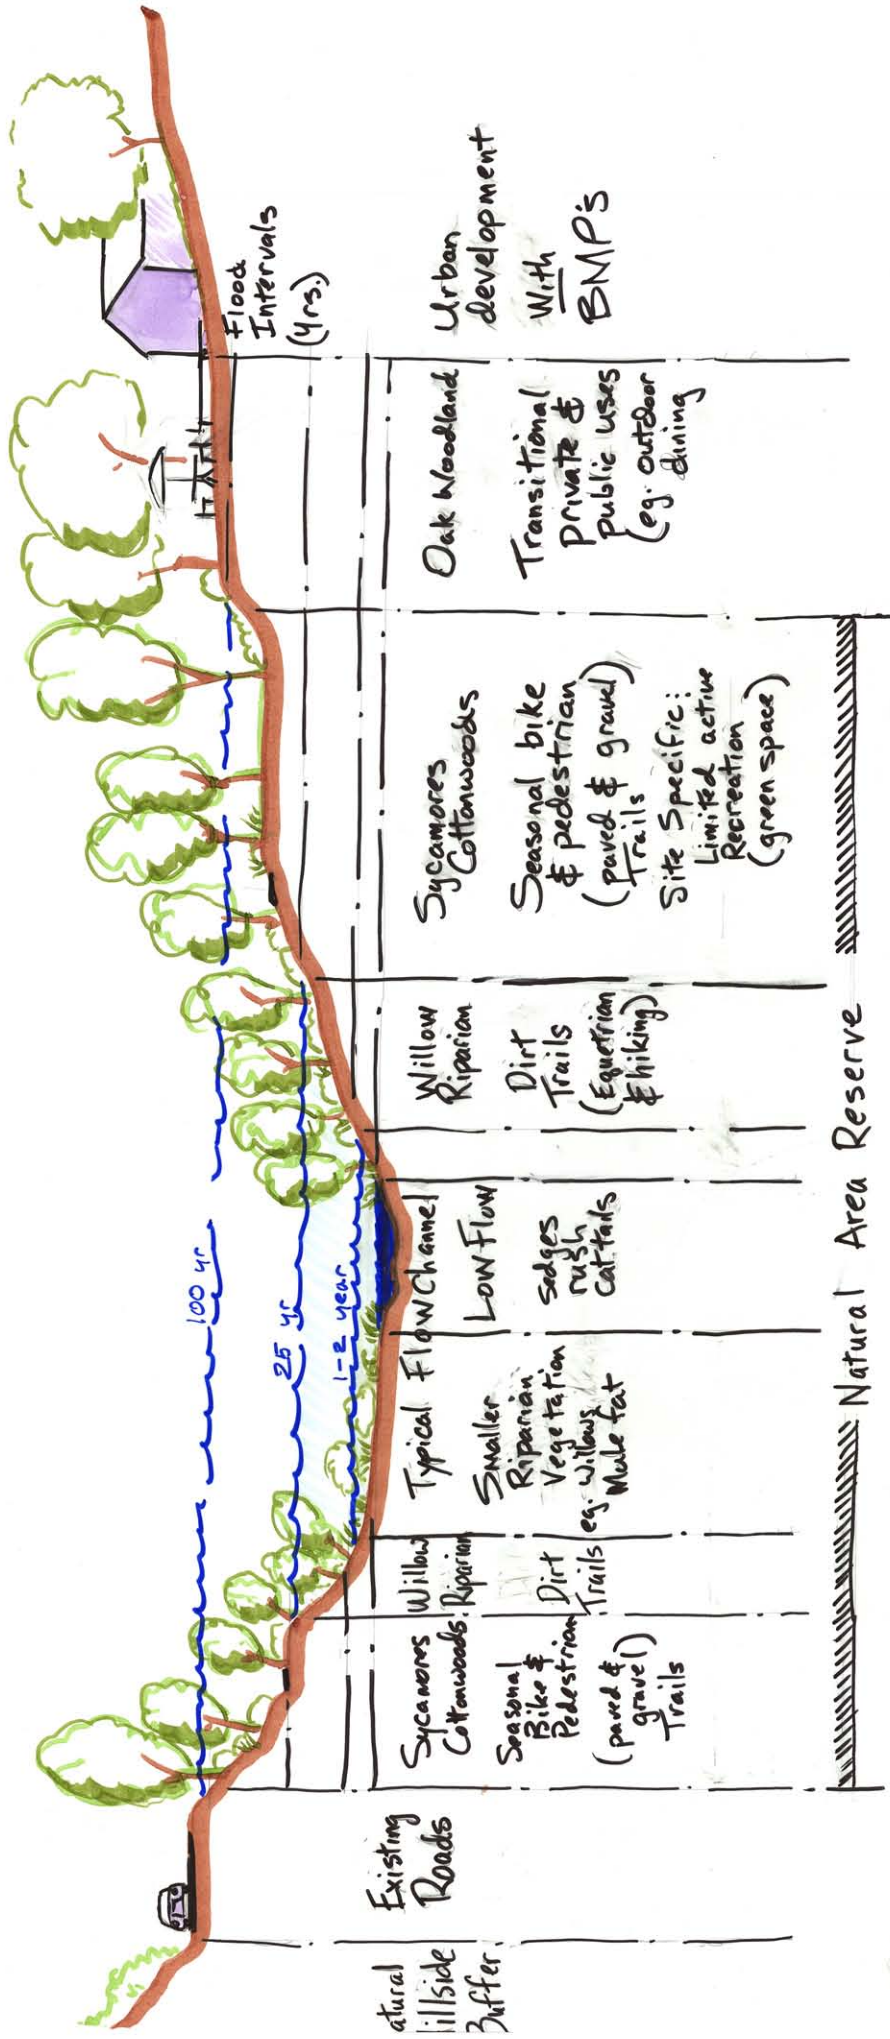 100 yr
25 yr
1-2 year
Flood
Intervals
(yrs.)
atural
illside
Buffer
Existing
Roads
Sycamores
Cottonwoods
Seasonal
Bike &
Pedestrian
(paved &
gravel)
Trails
Willow
Riparian
Dirt
Trails
Typical Flow Channel
Smaller
Riparian
Vegetation
eg. willows
Mule fat
Low Flow
sedges
rush
cattails
Willow
Riparian
Dirt
Trails
(Equetrian
& hiking)
Sycamores
Cottonwoods
Seasonal bike
& pedestrian
(paved & gravel)
Trails
Site Specific:
Limited active
Recreation
(green space)
Oak Woodland
Transitional
private &
public uses
(eg. outdoor
dining
Urban
development
With
BMP's
Natural Area Reserve